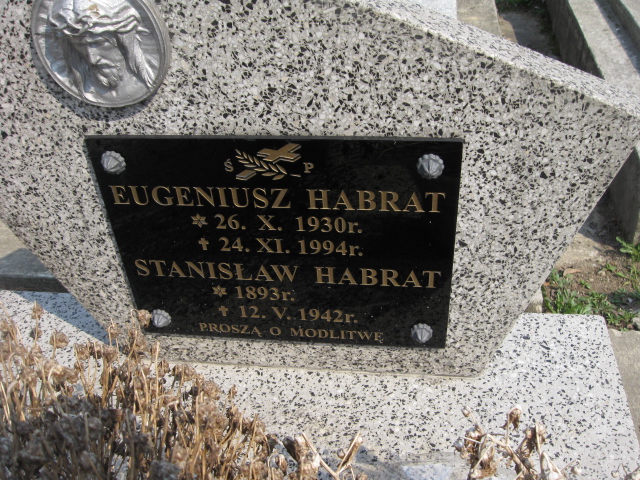 Ś P
EUGENIUSZ HABRAT
✡ 26. X. 1930r.
✝ 24. XI. 1994r.
STANISŁAW HABRAT
✡ 1893r.
✝ 12. V. 1942r.
PROSZĄ O MODLITWĘ